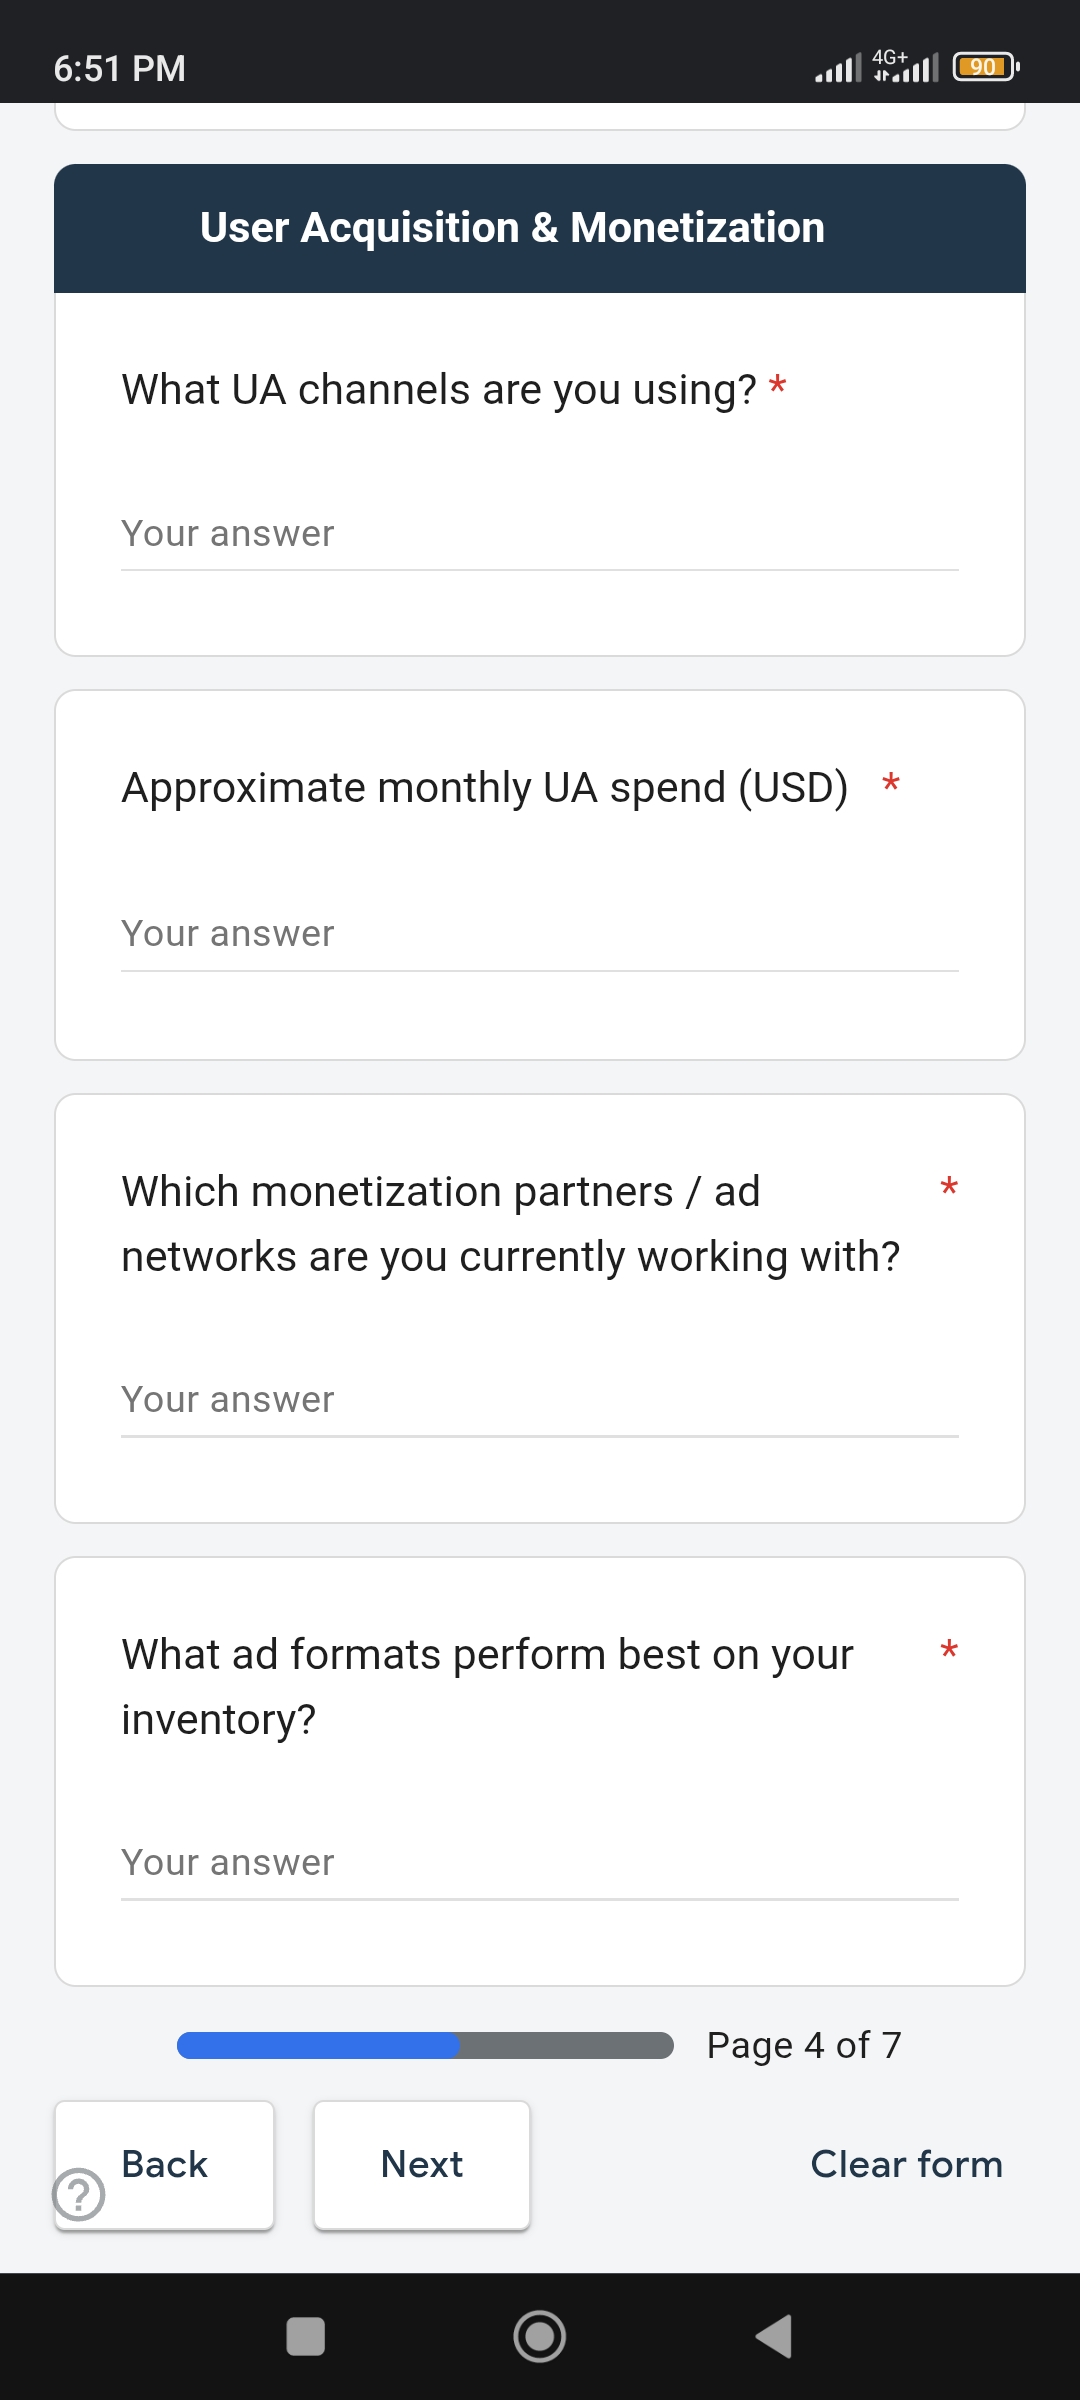 6:51 PM
4G+
90
User Acquisition & Monetization
What UA channels are you using? *
Your answer
Approximate monthly UA spend (USD) *
Your answer
Which monetization partners / ad *
networks are you currently working with?
Your answer
What ad formats perform best on your *
inventory?
Your answer
Page 4 of 7
Back
Next
Clear form
?